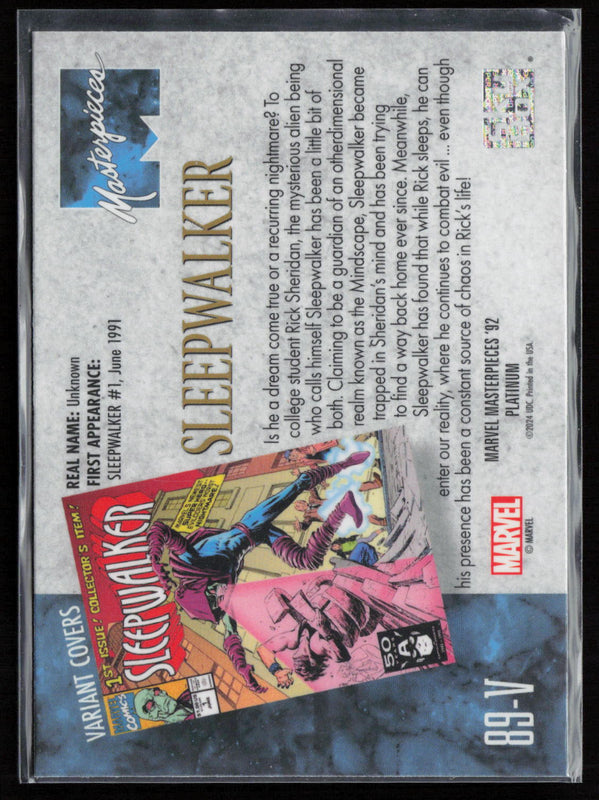 Masterpieces
REAL NAME: Unknown
FIRST APPEARANCE:
SLEEPWALKER #1, June 1991
SLEEPWALKER
Is he a dream come true or a recurring nightmare? To
college student Rick Sheridan, the mysterious alien being
who calls himself Sleepwalker has been a little bit of
both. Claiming to be a guardian of an otherdimensional
realm known as the Mindscape, Sleepwalker became
trapped in Sheridan's mind and has been trying
to find a way back home ever since. Meanwhile,
Sleepwalker has found that while Rick sleeps, he can
enter our reality, where he continues to combat evil ... even though
his presence has been a constant source of chaos in Rick's life!
VARIANT COVERS
1ST ISSUE! COLLECTOR'S ITEM!
SLEEPWALKER
MARVEL COMICS
1
50
MARVEL
© MARVEL
MARVEL MASTERPIECES '92
PLATINUM
©2024 UDC. Printed in the USA.
89-V